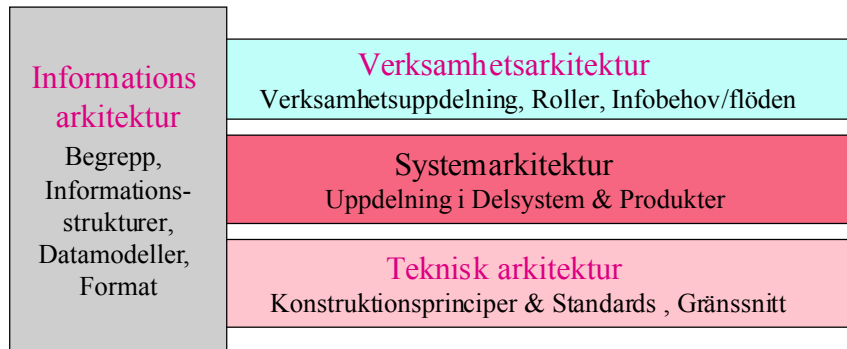 Informations
arkitektur
Begrepp,
Informations-
strukturer,
Datamodeller,
Format
Verksamhetsarkitektur
Verksamhetsuppdelning, Roller, Infobehov/flöden
Systemarkitektur
Uppdelning i Delsystem & Produkter
Teknisk arkitektur
Konstruktionsprinciper & Standards , Gränssnitt